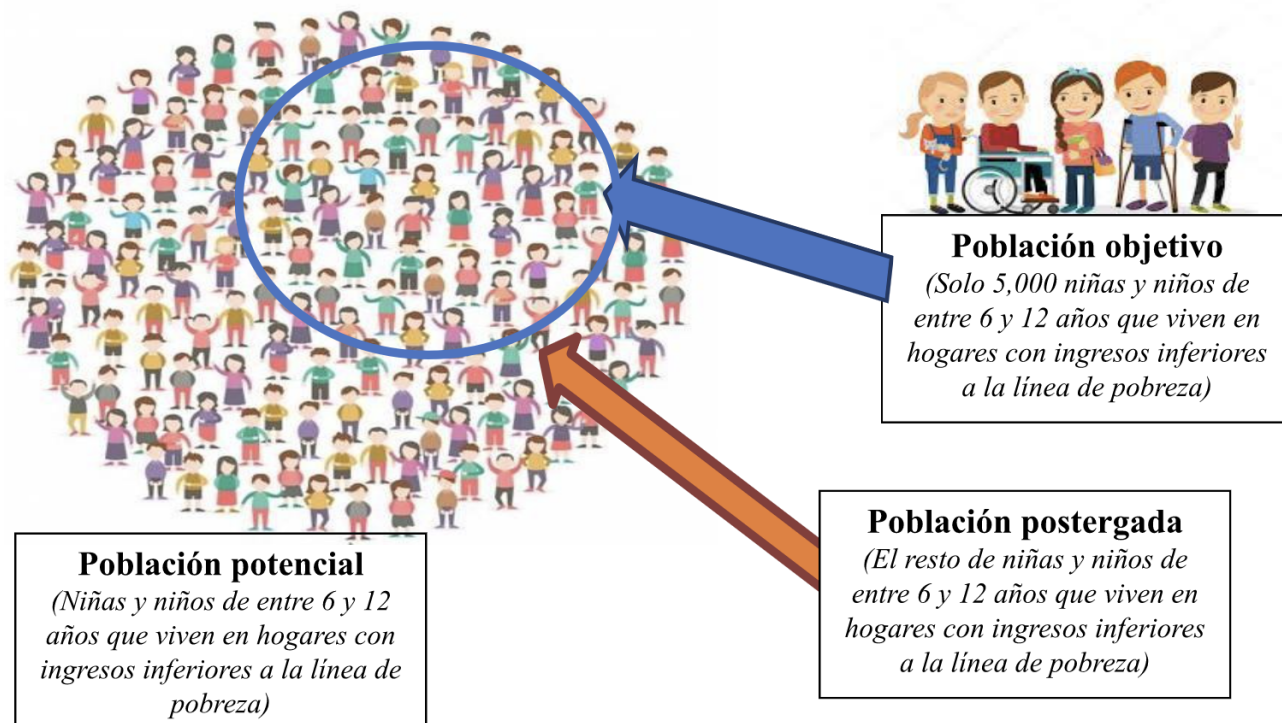 Población objetivo
(Solo 5,000 niñas y niños de
entre 6 y 12 años que viven en
hogares con ingresos inferiores
a la línea de pobreza)
Población postergada
(El resto de niñas y niños de
entre 6 y 12 años que viven en
hogares con ingresos inferiores
a la línea de pobreza)
Población potencial
(Niñas y niños de entre 6 y 12
años que viven en hogares con
ingresos inferiores a la línea de
pobreza)